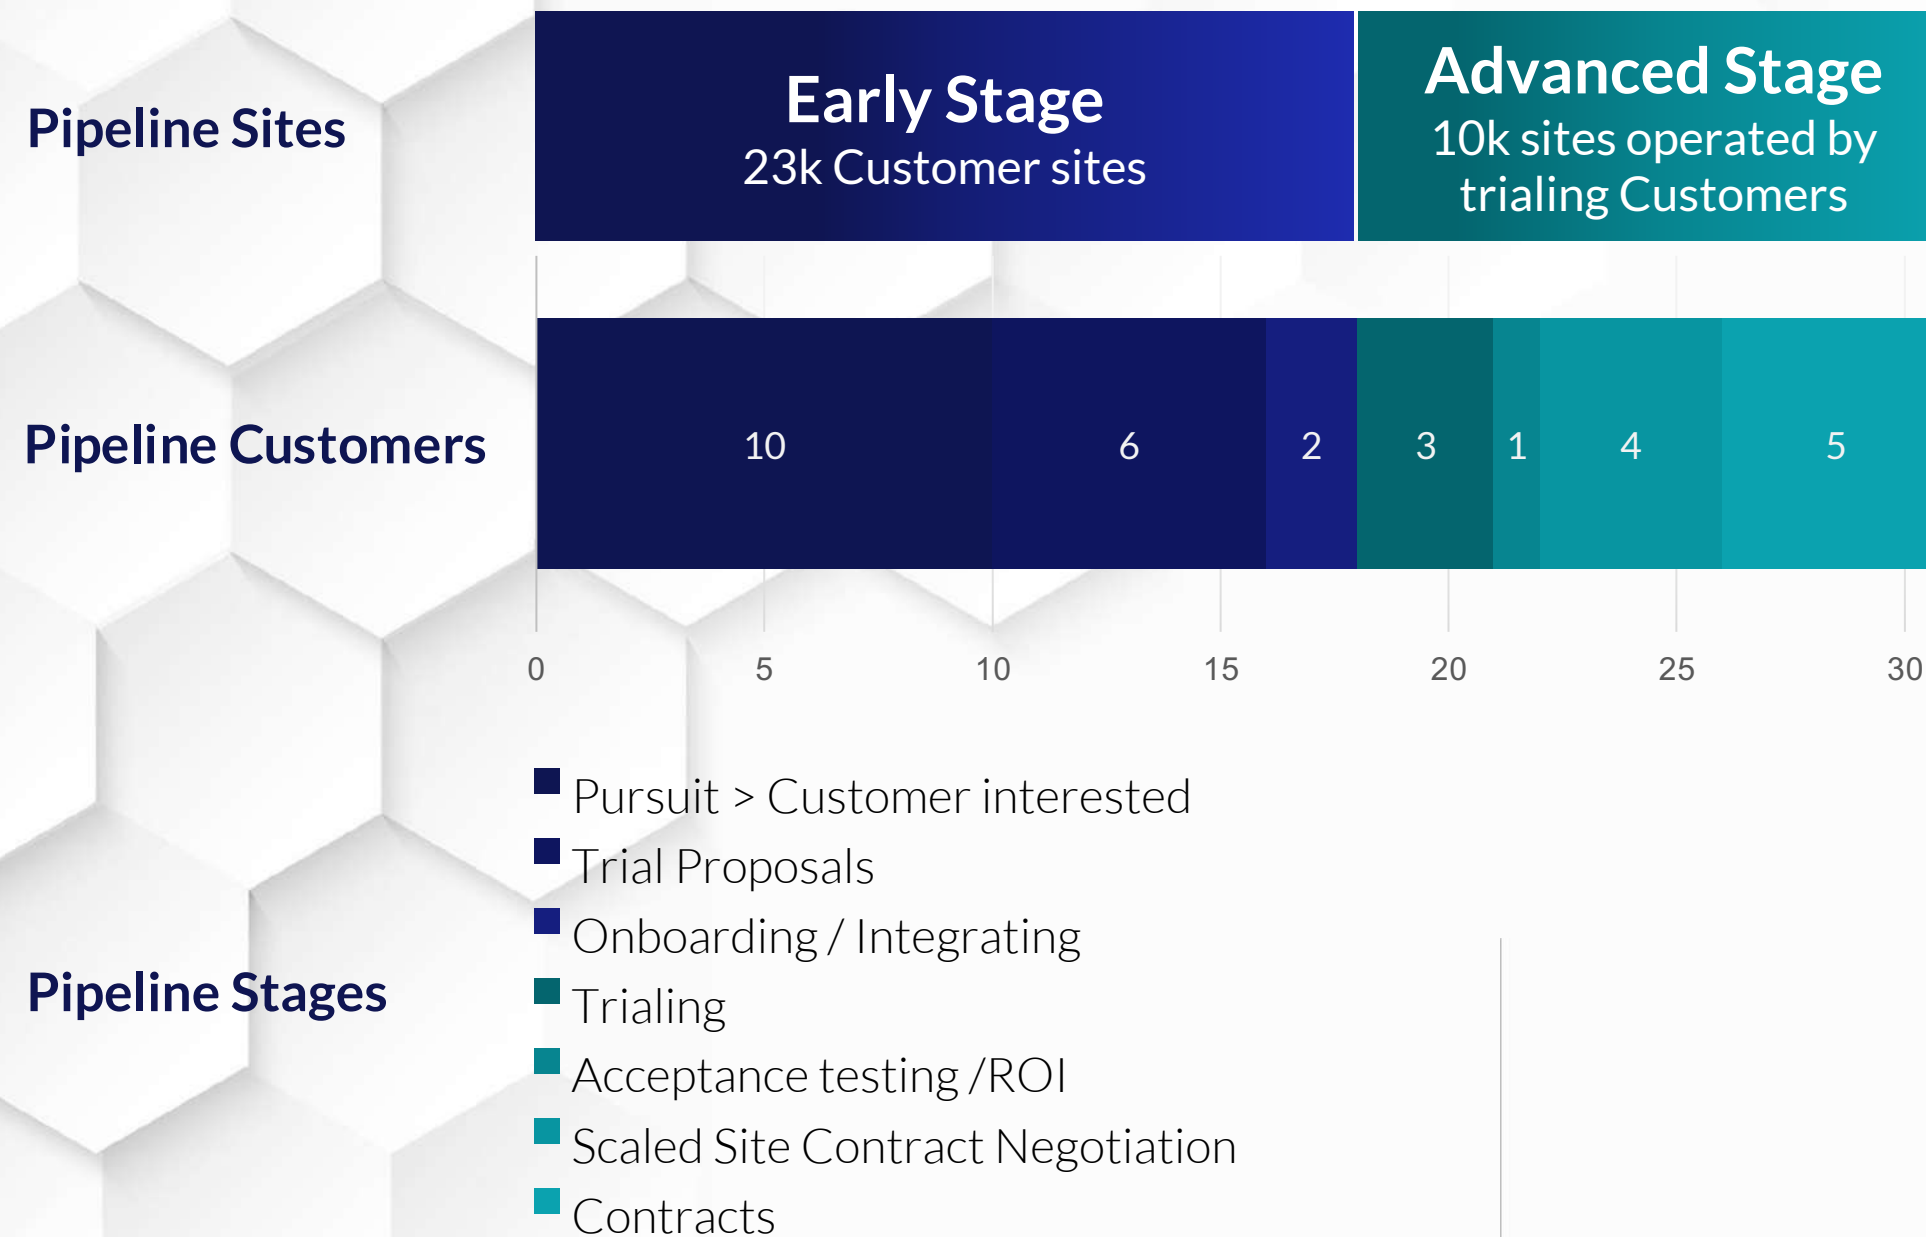 Pipeline Sites
Early Stage
23k Customer sites
Advanced Stage
10k sites operated by
trialing Customers
Pipeline Customers
10
6
2
3
1
4
5
0
5
10
15
20
25
30
Pipeline Stages
Pursuit > Customer interested
Trial Proposals
Onboarding / Integrating
Trialing
Acceptance testing /ROI
Scaled Site Contract Negotiation
Contracts